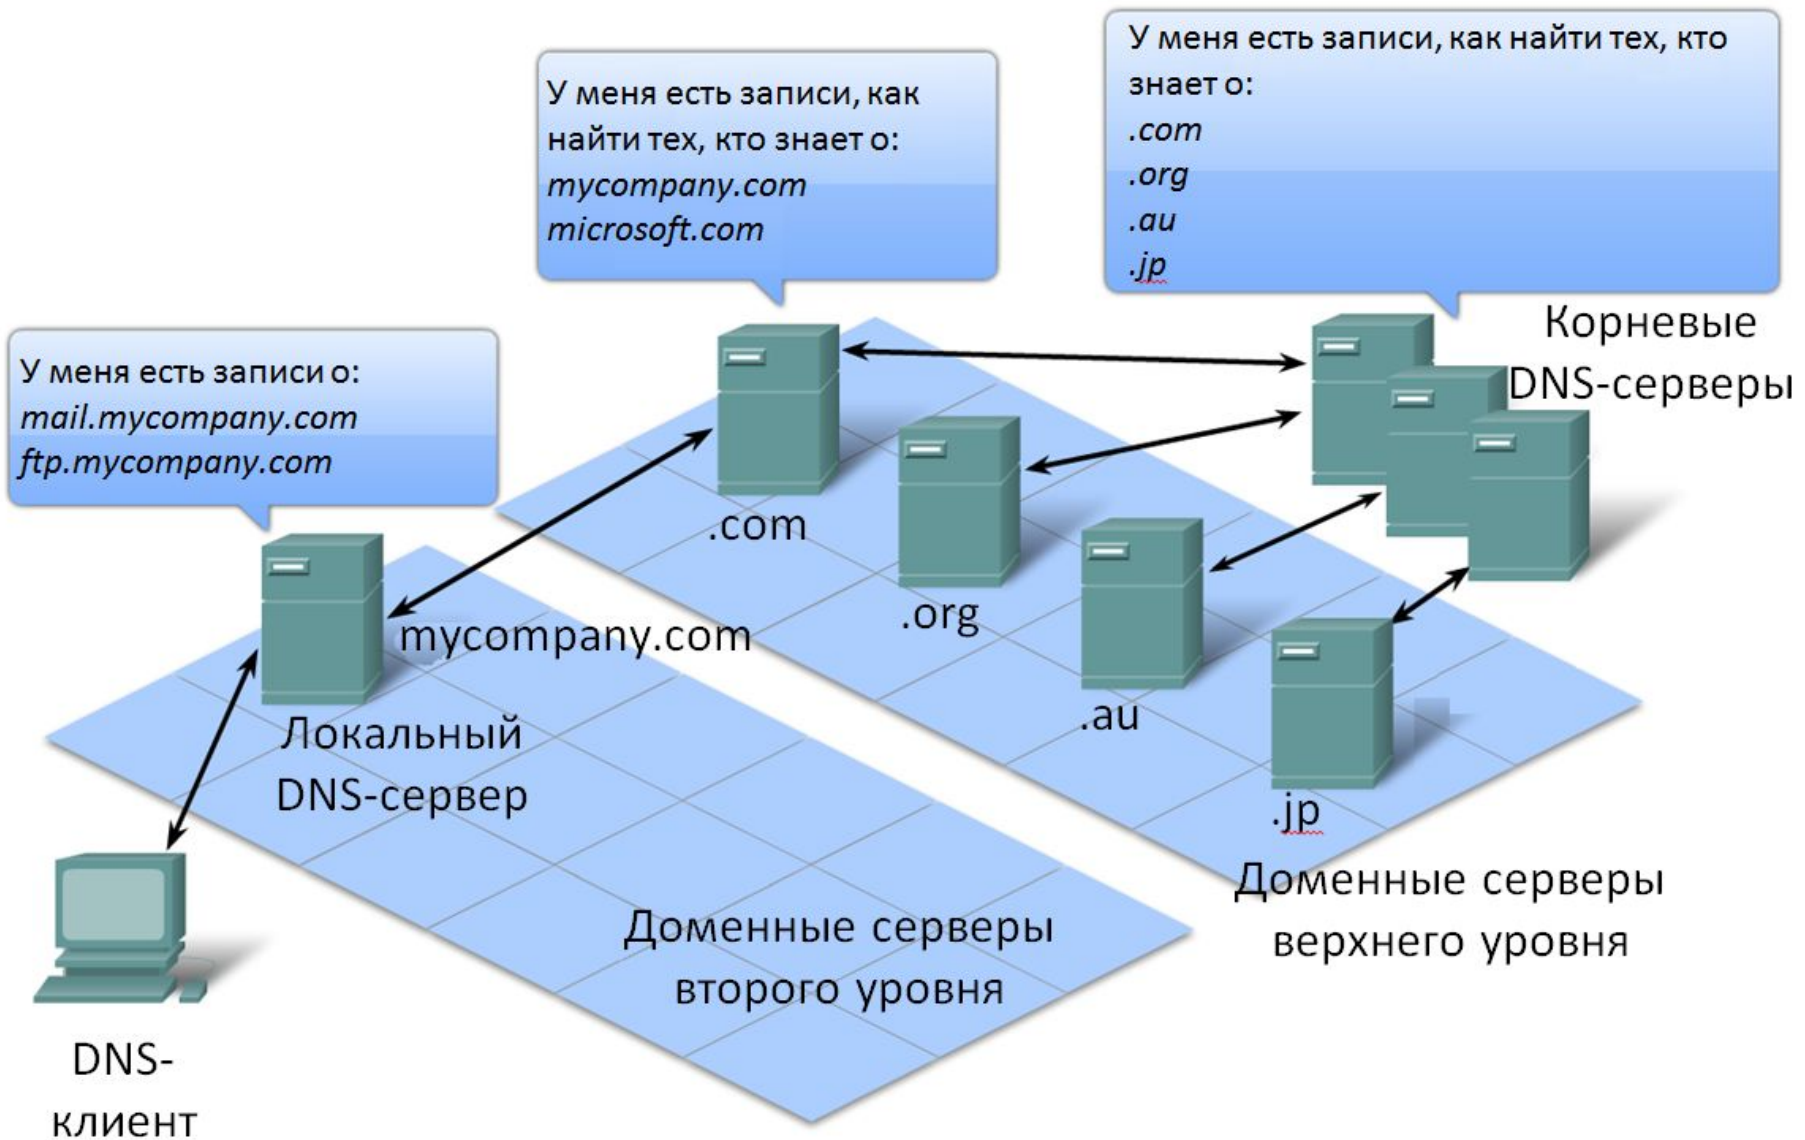 У меня есть записи, как найти тех, кто
знает о:
.com
.org
.au
.jp
У меня есть записи, как
найти тех, кто знает о:
mycompany.com
microsoft.com
У меня есть записи о:
mail.mycompany.com
ftp.mycompany.com
Корневые
DNS-серверы
.com
.org
.au
.jp
mycompany.com
Локальный
DNS-сервер
Доменные серверы
верхнего уровня
Доменные серверы
второго уровня
DNS-
клиент